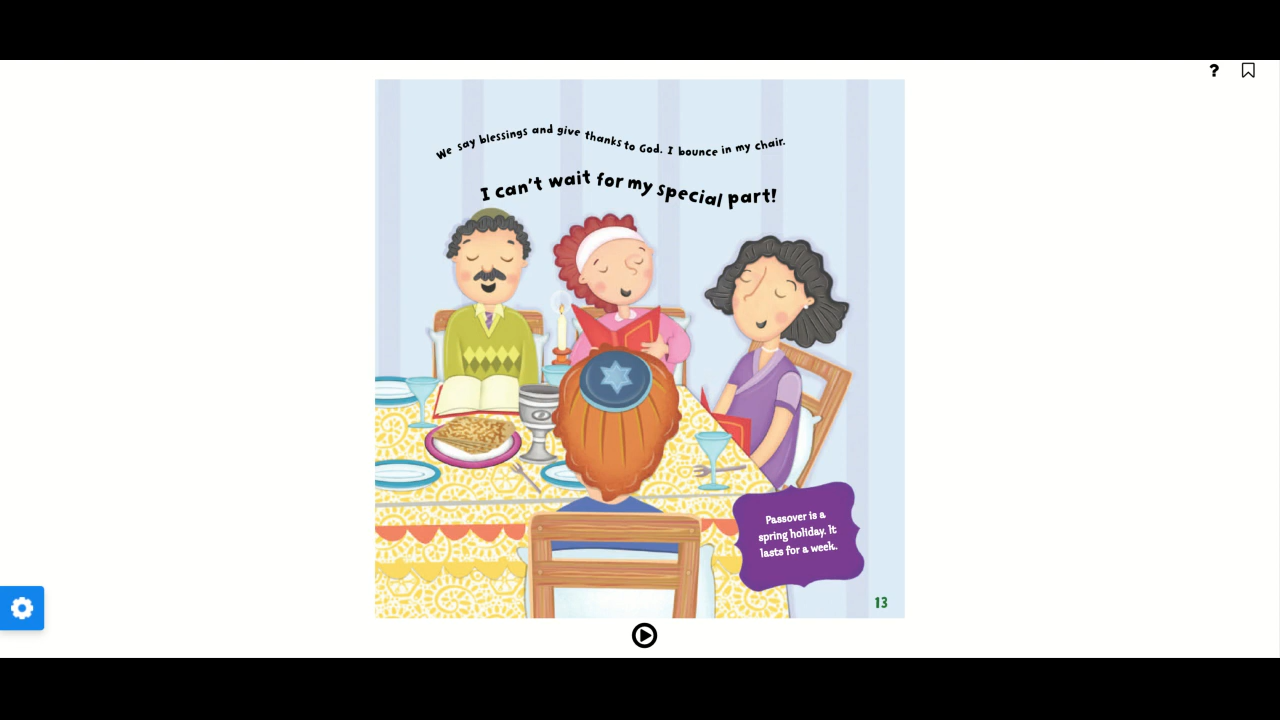 ?
We say blessings and give thanks to God. I bounce in my chair.
I can't wait for my special part!
Passover is a
spring holiday. It
lasts for a week.
13